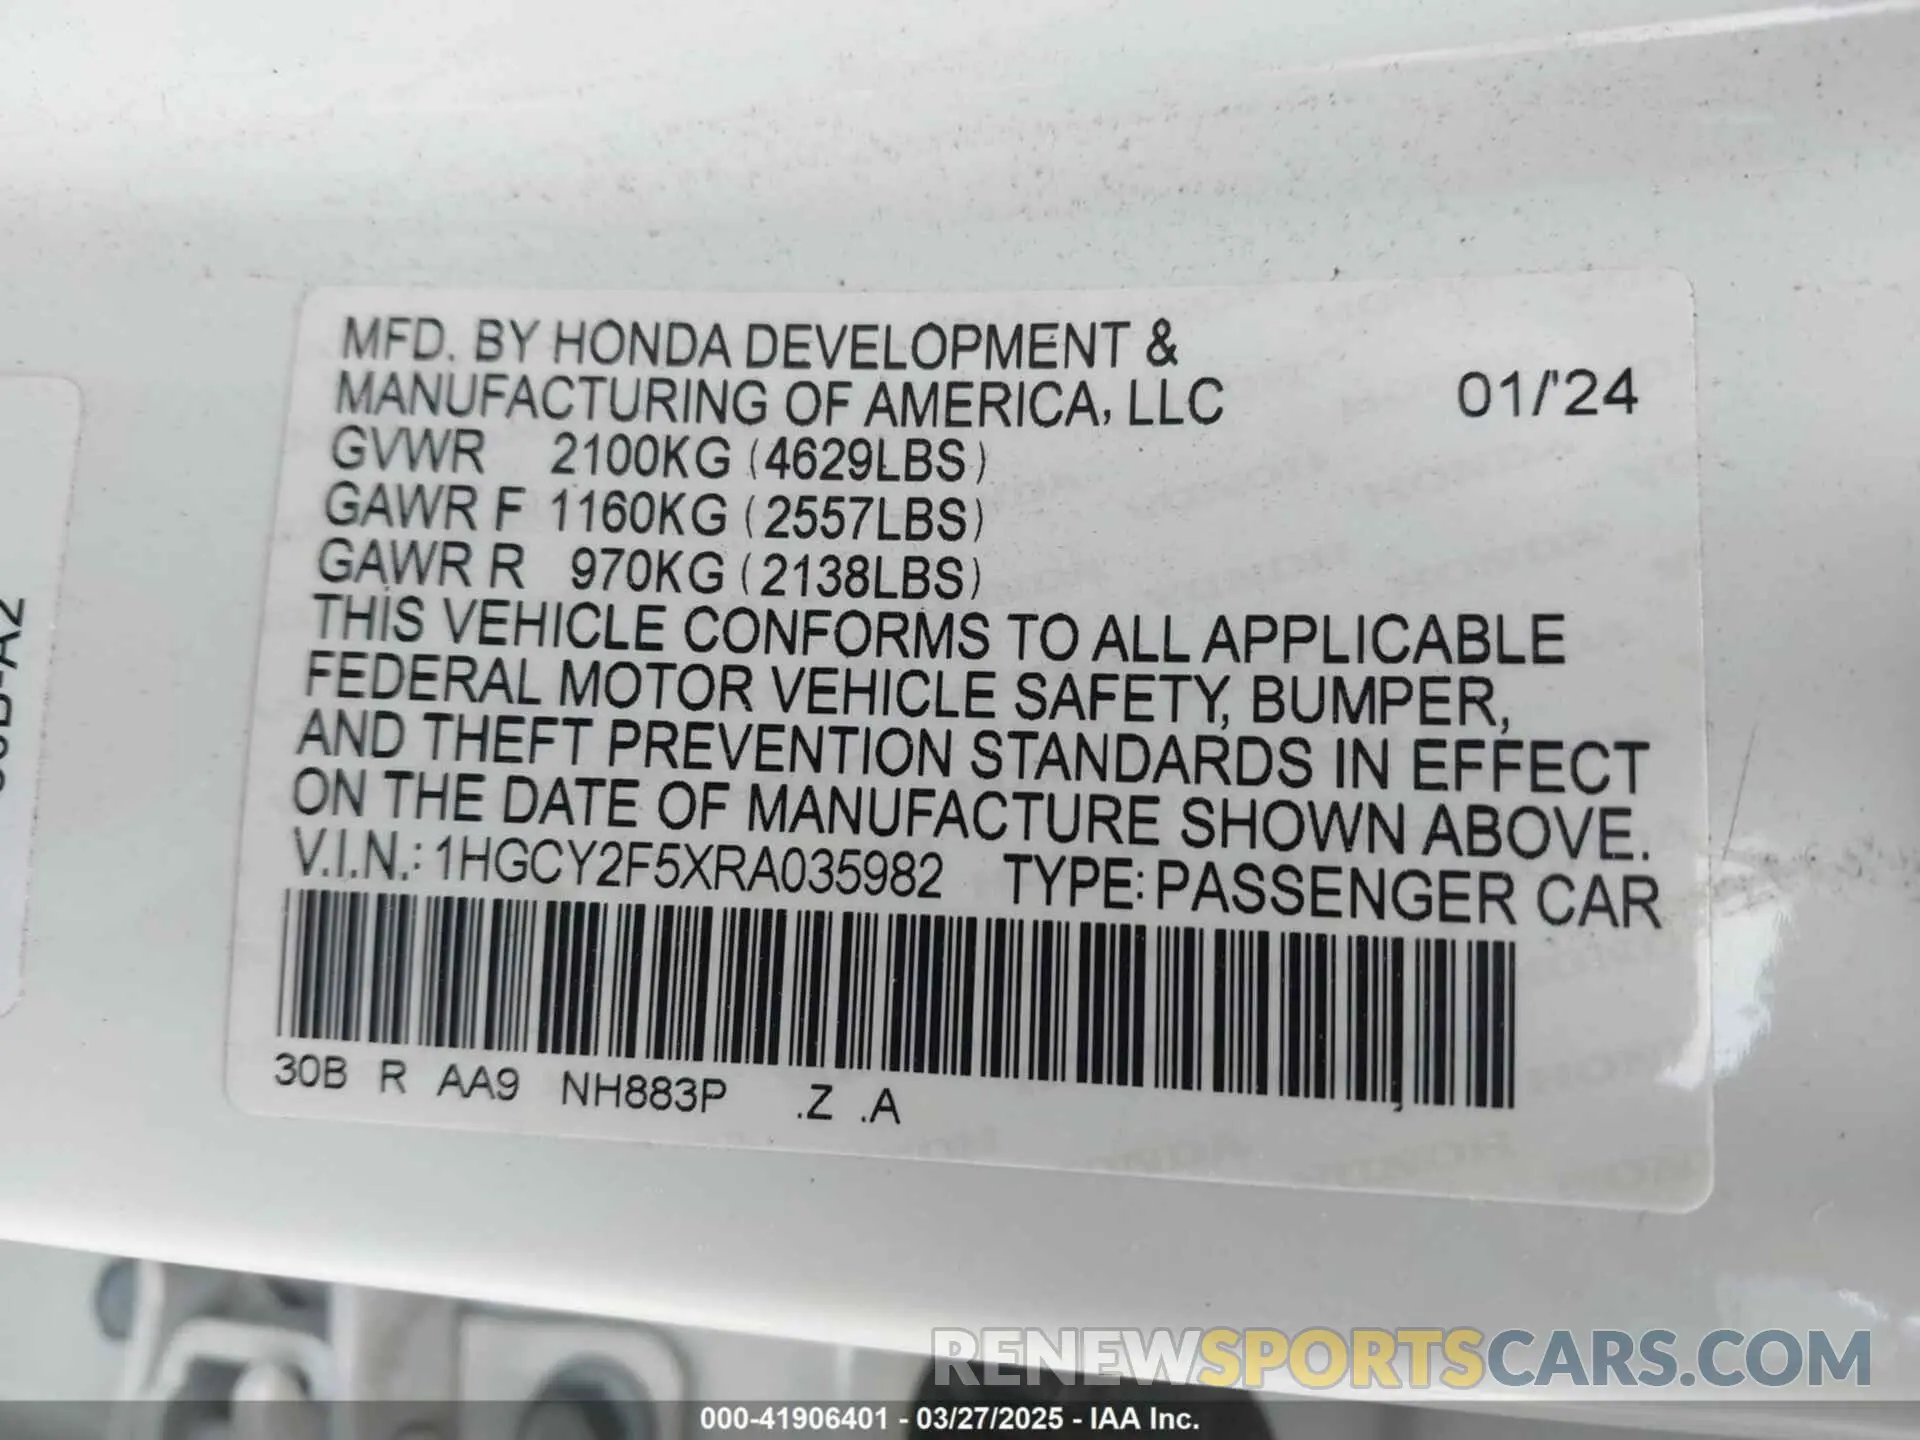 MFD. BY HONDA DEVELOPMENT &
MANUFACTURING OF AMERICA, LLC 01/'24
GVWR 2100KG (4629LBS)
GAWR F 1160KG (2557LBS)
GAWR R 970KG (2138LBS)
THIS VEHICLE CONFORMS TO ALL APPLICABLE
FEDERAL MOTOR VEHICLE SAFETY, BUMPER,
AND THEFT PREVENTION STANDARDS IN EFFECT
ON THE DATE OF MANUFACTURE SHOWN ABOVE.
V.I.N.: 1HGCY2F5XRA035982 TYPE: PASSENGER CAR
30B R AA9 NH883P .Z .A
RENEWSPORTSCARS.COM
000-41906401 - 03/27/2025 - IAA Inc.